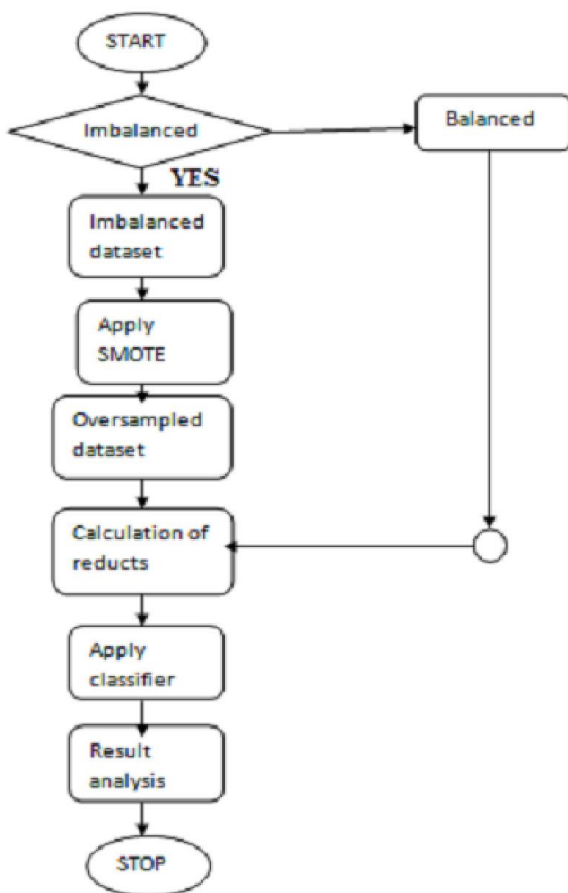 START
Imbalanced
Balanced
YES
Imbalanced
dataset
Apply
SMOTE
Oversampled
dataset
Calculation of
reducts
Apply
classifier
Result
analysis
STOP